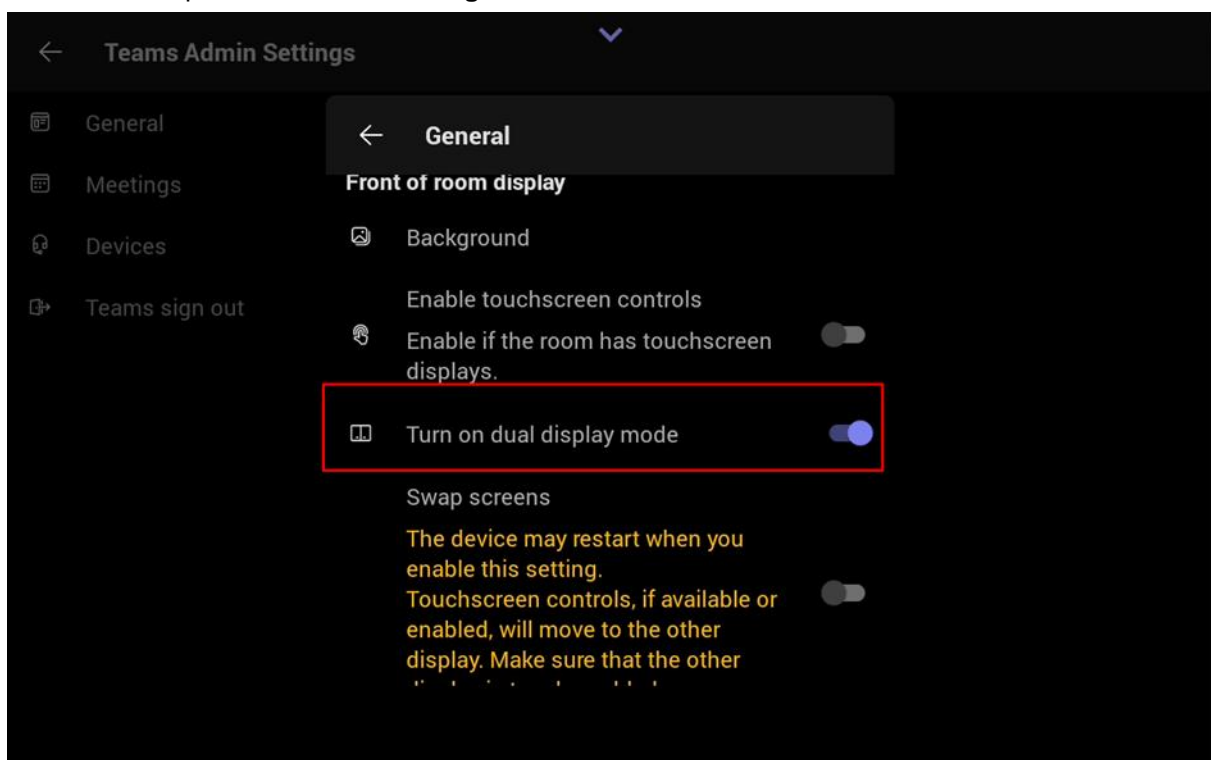 Teams Admin Settings
General
Meetings
Devices
Teams sign out
General
Front of room display
Background
Enable touchscreen controls
Enable if the room has touchscreen
displays.
Turn on dual display mode
Swap screens
The device may restart when you
enable this setting.
Touchscreen controls, if available or
enabled, will move to the other
display. Make sure that the other